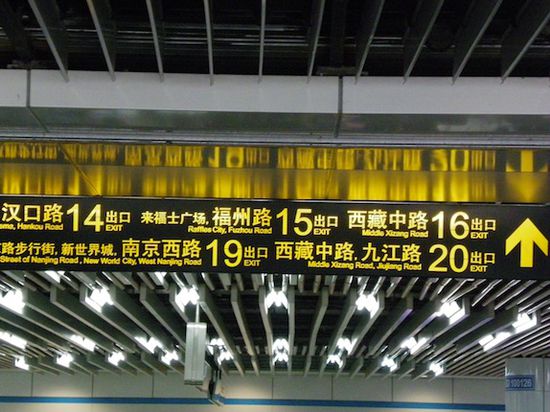 汉口路 14 出口 EXIT 来福士广场, 福州路 15 出口 EXIT 西藏中路 16 出口 EXIT
Hankou Road Raffles City, Fuzhou Road Middle Xizang Road
路步行街, 新世界城, 南京西路 19 出口 EXIT 西藏中路, 九江路 20 出口 EXIT
Street of Nanjing Road, New World City, West Nanjing Road Middle Xizang Road, Jiujiang Road
100126